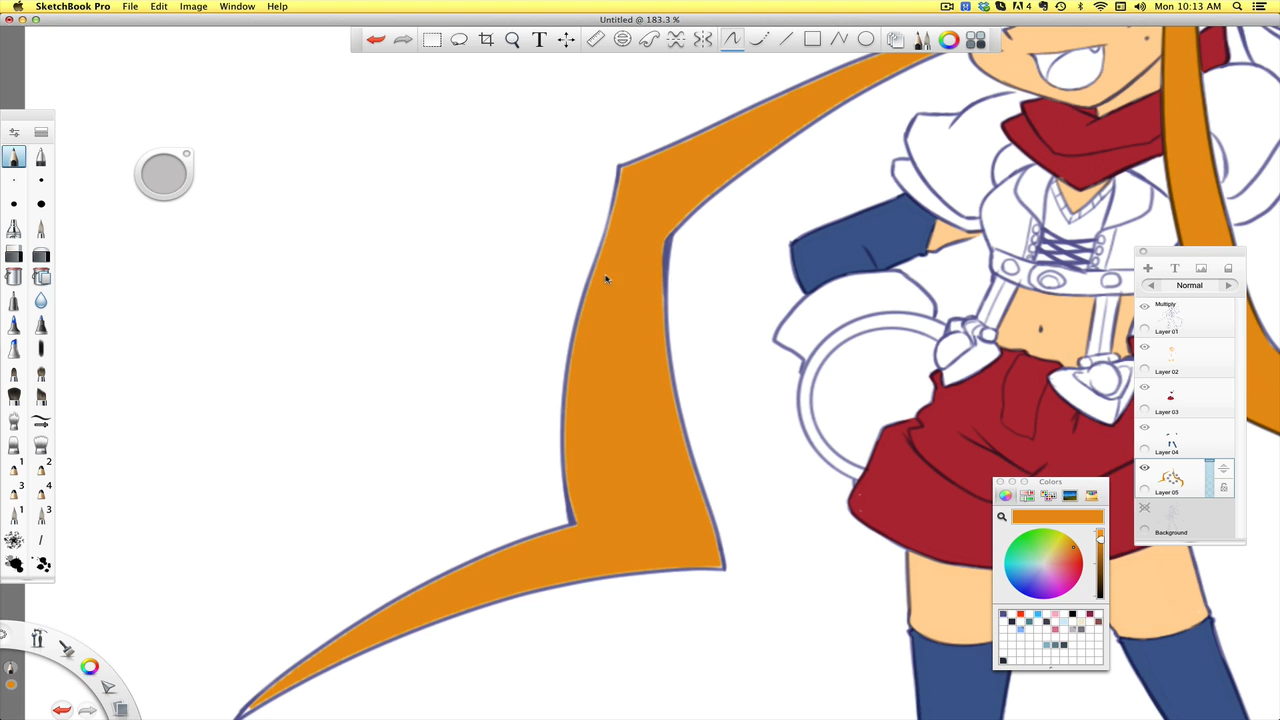 SketchBook Pro File Edit Image Window Help 4 Mon 10:13 AM
Untitled @ 183.3 %
T
T
Normal
Multiply
Layer 01
Layer 02
Layer 03
Layer 04
Layer 05
Background
Colors
1 2
3 4
1 3